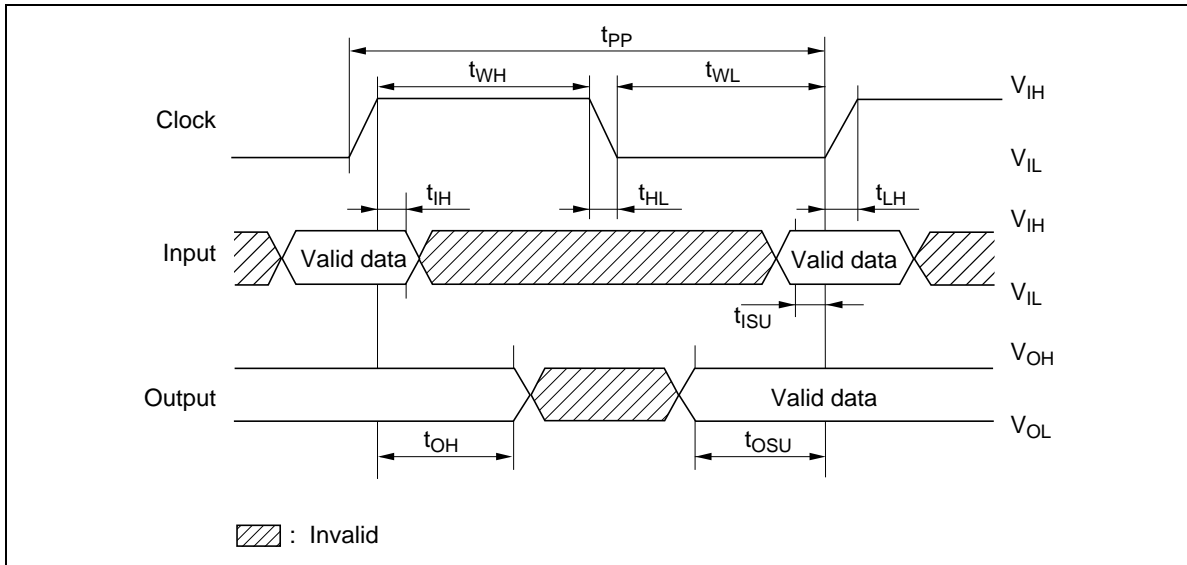 tPP
tWH
tWL
VIH
Clock
VIL
tIH
tHL
tLH
VIH
Input
Valid data
Valid data
VIL
tISU
VOH
Output
Valid data
VOL
tOH
tOSU
: Invalid